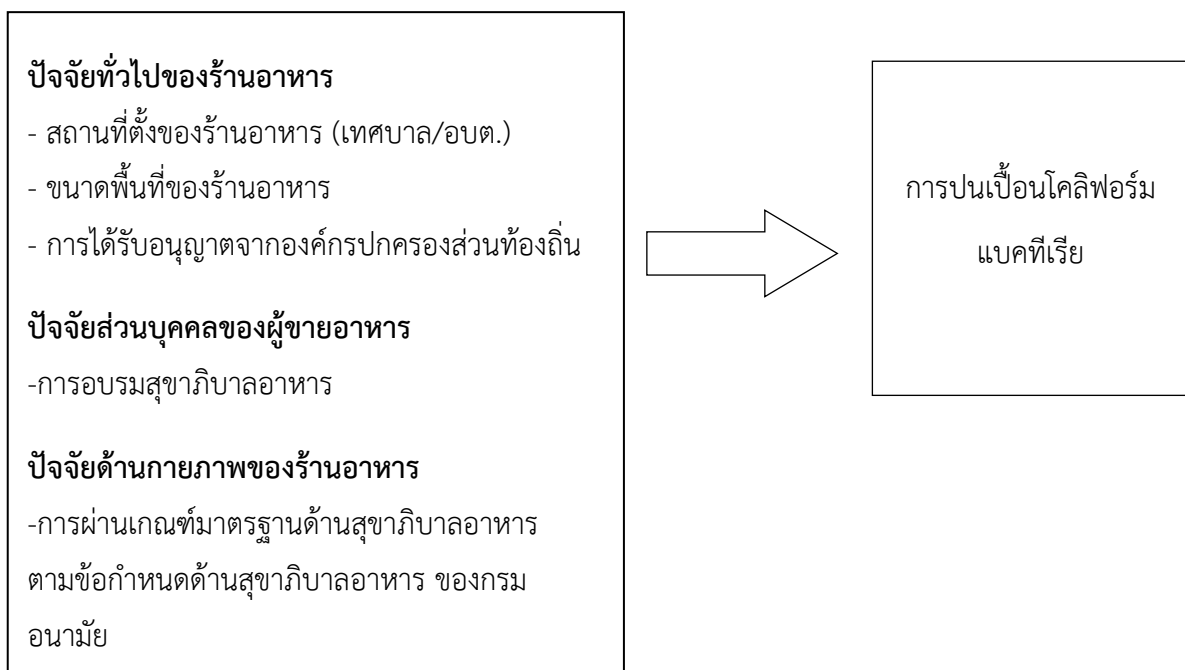 ปัจจัยทั่วไปของร้านอาหาร
- สถานที่ตั้งของร้านอาหาร (เทศบาล/อบต.)
- ขนาดพื้นที่ของร้านอาหาร
- การได้รับอนุญาตจากองค์กรปกครองส่วนท้องถิ่น
ปัจจัยส่วนบุคคลของผู้ขายอาหาร
-การอบรมสุขาภิบาลอาหาร
ปัจจัยด้านกายภาพของร้านอาหาร
-การผ่านเกณฑ์มาตรฐานด้านสุขาภิบาลอาหาร
ตามข้อกำหนดด้านสุขาภิบาลอาหาร ของกรม
อนามัย
การปนเปื้อนโคลิฟอร์ม
แบคทีเรีย